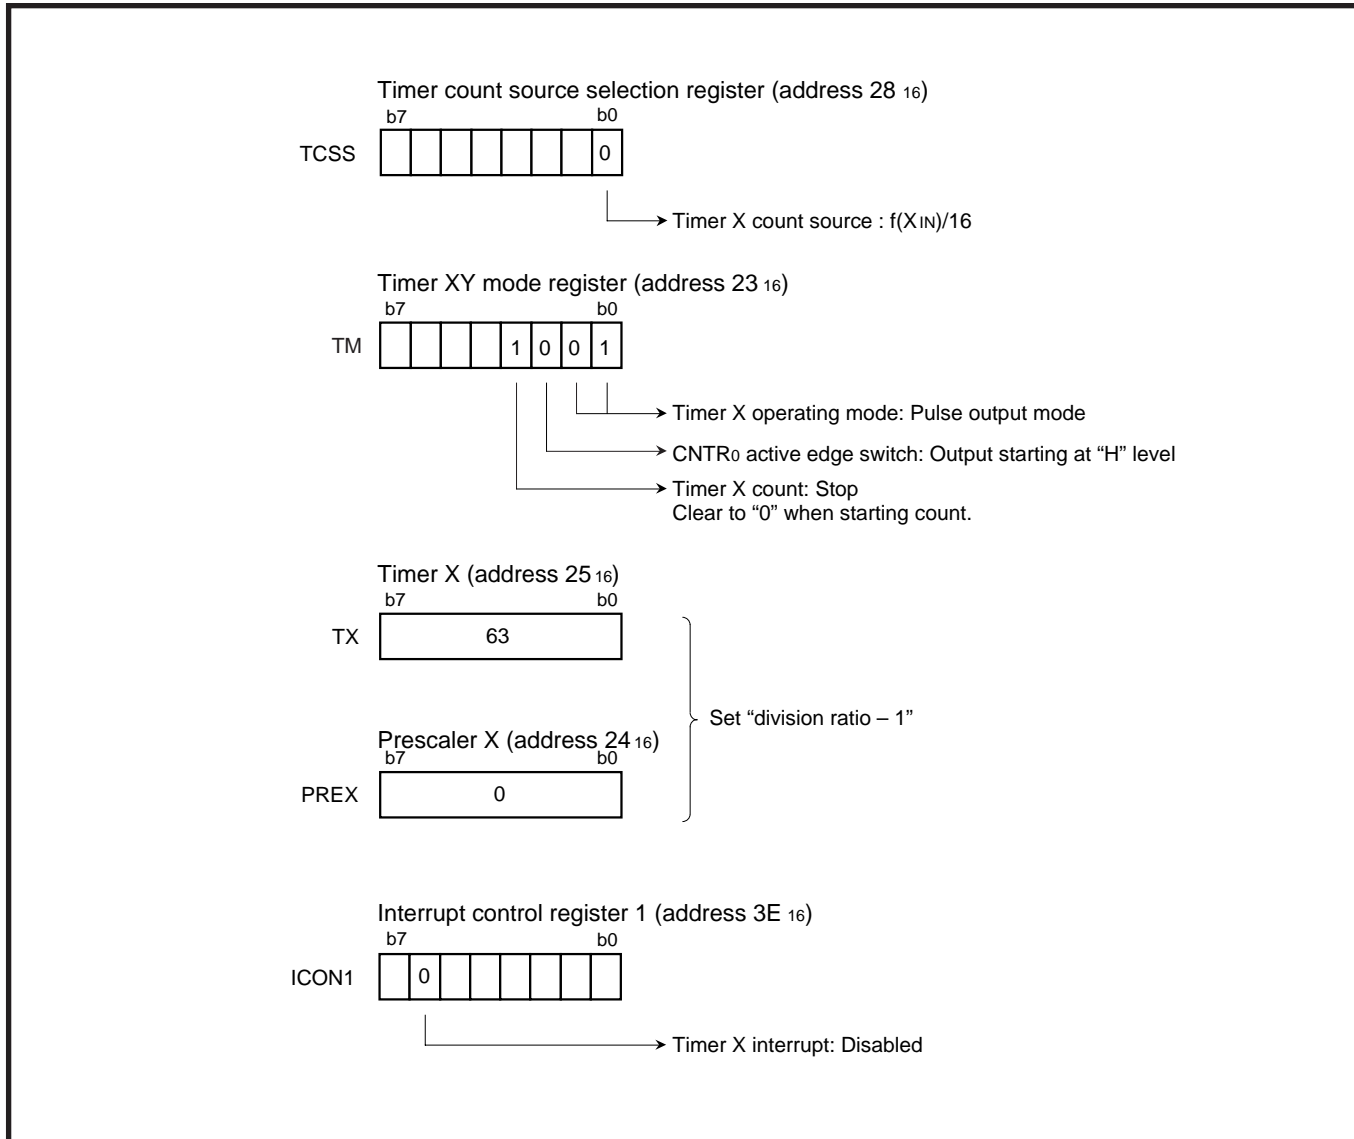 Timer count source selection register (address 28 16)
b7 b0
TCSS 0
Timer X count source : f(XIN)/16
Timer XY mode register (address 23 16)
b7 b0
TM 1 0 0 1
Timer X operating mode: Pulse output mode
CNTR0 active edge switch: Output starting at “H” level
Timer X count: Stop
Clear to “0” when starting count.
Timer X (address 25 16)
b7 b0
TX 63
Set “division ratio – 1”
Prescaler X (address 24 16)
b7 b0
PREX 0
Interrupt control register 1 (address 3E 16)
b7 b0
ICON1 0
Timer X interrupt: Disabled